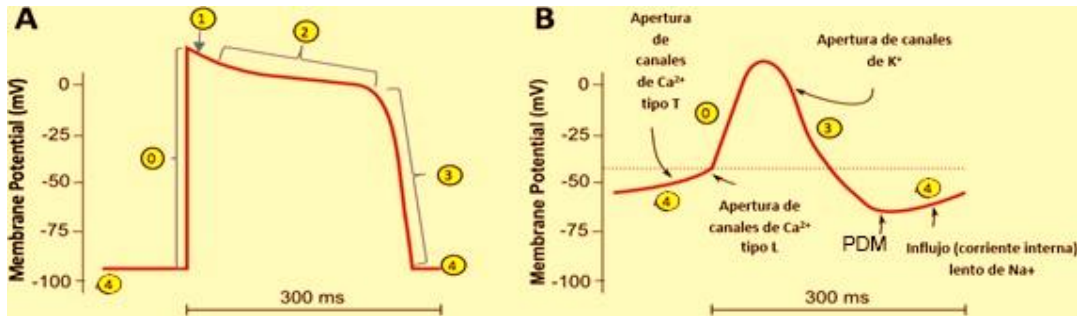 A
Membrane Potential (mV)
0
-25
-50
-75
-100
1
2
0
3
4
4
300 ms
B
Membrane Potential (mV)
0
-25
-50
-75
-100
Apertura
de
canales
de Ca²⁺
tipo T
Apertura de canales
de K⁺
0
3
4
4
Apertura de
canales de Ca²⁺
tipo L
PDM
Influjo (corriente interna)
lento de Na+
300 ms